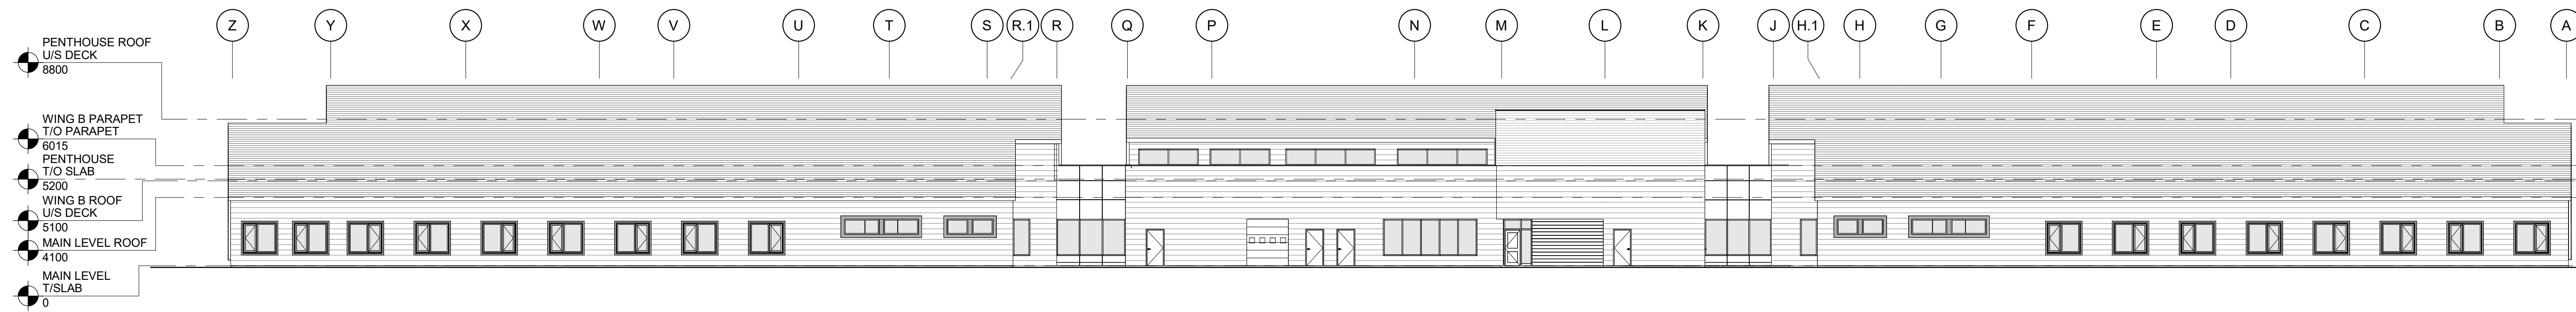 Z Y X W V U T S R.1 R Q P N M L K J H.1 H G F E D C B A
PENTHOUSE ROOF
U/S DECK
8800
WING B PARAPET
T/O PARAPET
6015
PENTHOUSE
T/O SLAB
5200
WING B ROOF
U/S DECK
5100
MAIN LEVEL ROOF
4100
MAIN LEVEL
T/SLAB
0